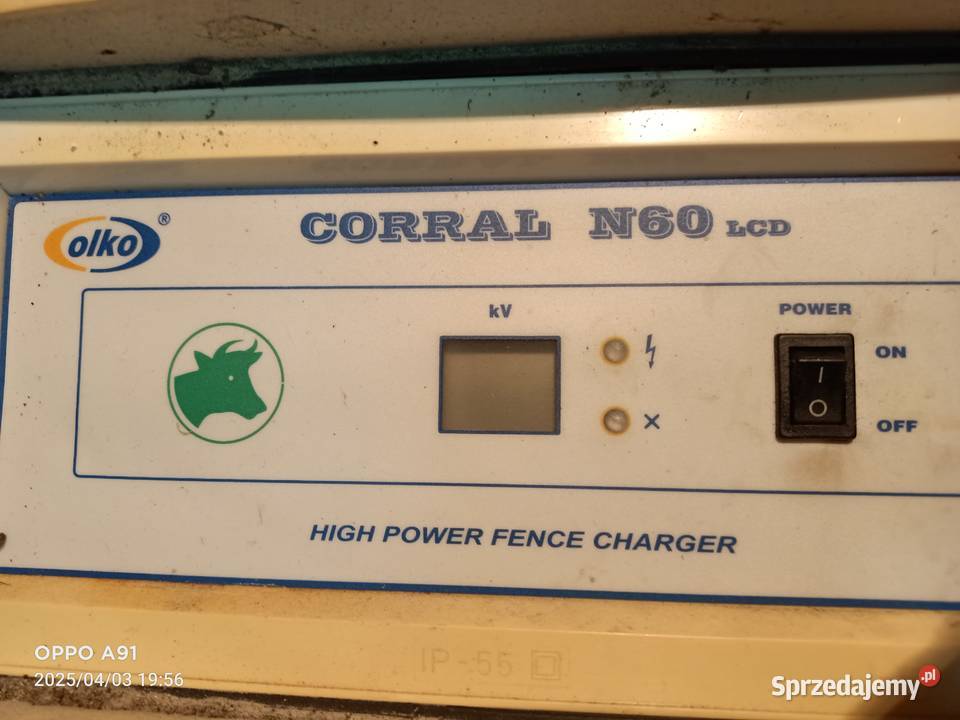 olko®
CORRAL N60 LCD
kV
POWER
ON
I
O
OFF
HIGH POWER FENCE CHARGER
IP-55
OPPO A91
2025/04/03 19:56
Sprzedajemy.pl